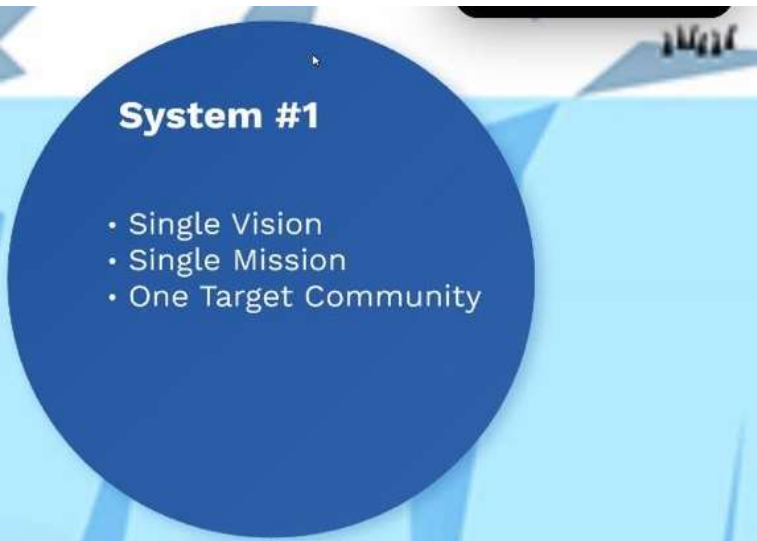 System #1
• Single Vision
• Single Mission
• One Target Community